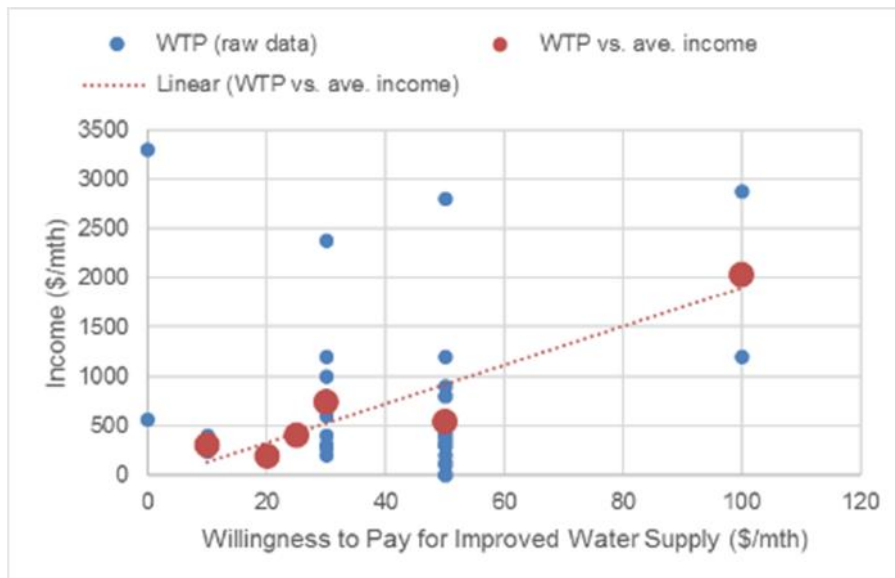 WTP (raw data) WTP vs. ave. income
Linear (WTP vs. ave. income)
3500
3000
2500
2000
1500
1000
500
0
Income ($/mth)
0 20 40 60 80 100 120
Willingness to Pay for Improved Water Supply ($/mth)